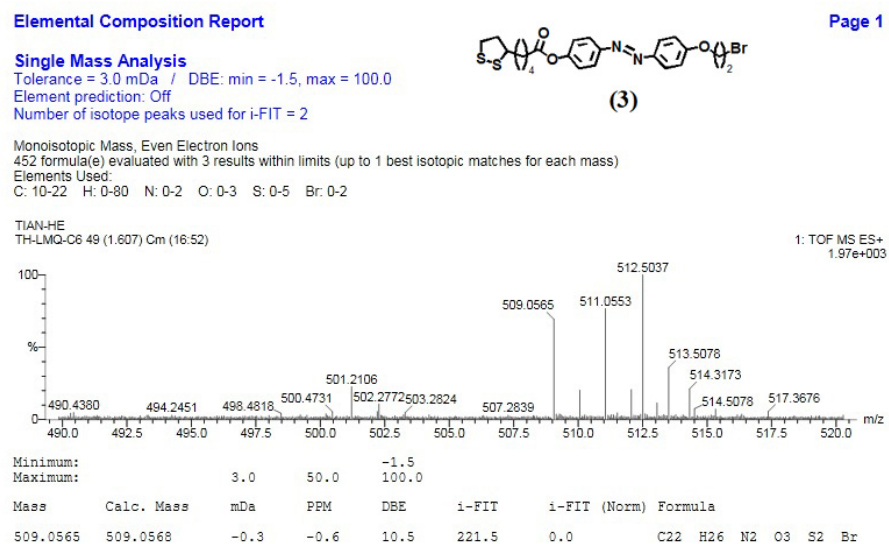 Elemental Composition Report Page 1
Single Mass Analysis
Tolerance = 3.0 mDa / DBE: min = -1.5, max = 100.0
Element prediction: Off
Number of isotope peaks used for i-FIT = 2
S-S 4 O O N=N O 2 Br
(3)
Monoisotopic Mass, Even Electron Ions
452 formula(e) evaluated with 3 results within limits (up to 1 best isotopic matches for each mass)
Elements Used:
C: 10-22 H: 0-80 N: 0-2 O: 0-3 S: 0-5 Br: 0-2
TIAN-HE
TH-LMQ-C6 49 (1.607) Cm (16:52) 1: TOF MS ES+
1.97e+003
100
%
0
512.5037
509.0565 511.0553
513.5078
501.2106 514.3173
490.4380 494.2451 498.4818 500.4731 502.2772 503.2824 507.2839 514.5078 517.3676
490.0 492.5 495.0 497.5 500.0 502.5 505.0 507.5 510.0 512.5 515.0 517.5 520.0 m/z
Minimum: -1.5
Maximum: 3.0 50.0 100.0
Mass Calc. Mass mDa PPM DBE i-FIT i-FIT (Norm) Formula
509.0565 509.0568 -0.3 -0.6 10.5 221.5 0.0 C22 H26 N2 O3 S2 Br